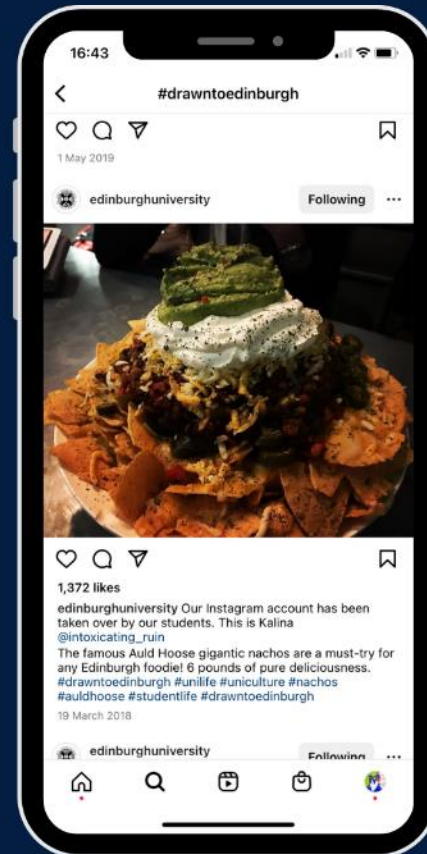 16:43
#drawntoedinburgh
1 May 2019
edinburghuniversity
Following
1,372 likes
edinburghuniversity Our Instagram account has been
taken over by our students. This is Kalina
@intoxicating_ruin
The famous Auld Hoose gigantic nachos are a must-try for
any Edinburgh foodie! 6 pounds of pure deliciousness.
#drawntoedinburgh #unilife #uniculture #nachos
#auldhoose #studentlife #drawntoedinburgh
19 March 2018
edinburghuniversity
Following